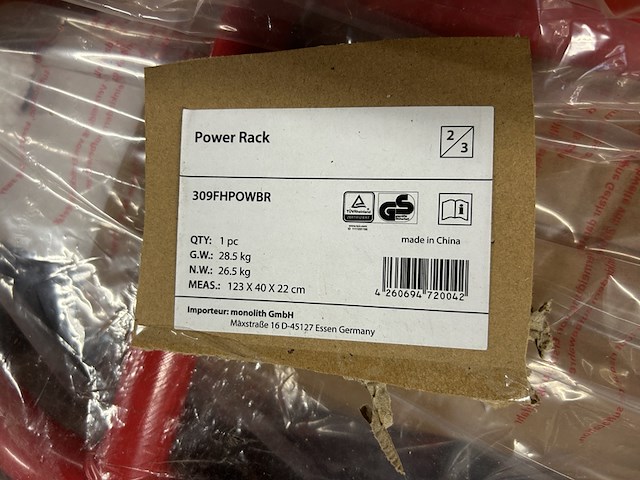 Power Rack
2/3
309FHPOWBR
TÜVRheinland
GS
made in China
QTY: 1 pc
G.W.: 28.5 kg
N.W.: 26.5 kg
MEAS.: 123 X 40 X 22 cm
4 260694 720042
Importeur: monolith GmbH
Maxstraße 16 D-45127 Essen Germany